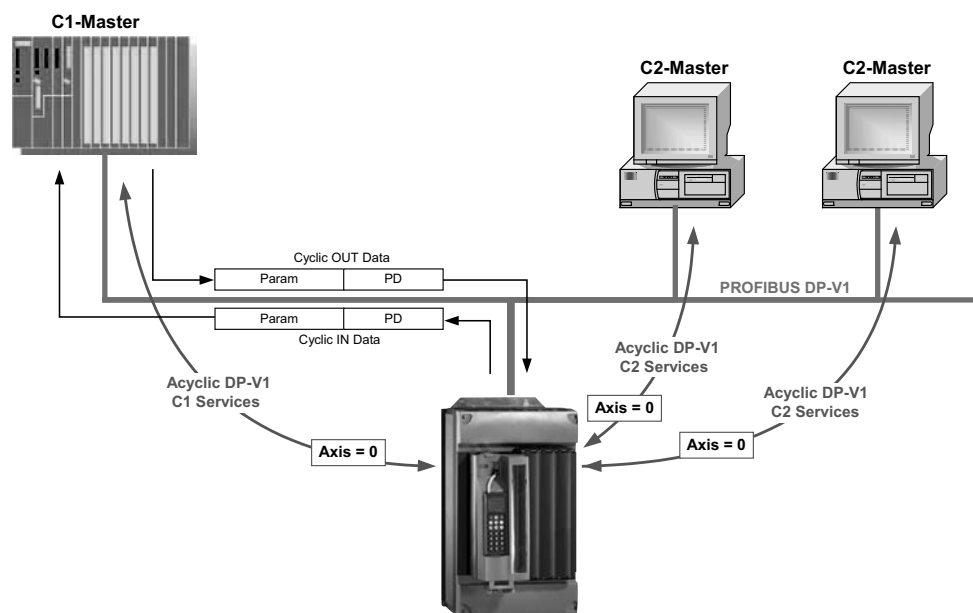 C1-Master
C2-Master
C2-Master
Cyclic OUT Data
Param
PD
PROFIBUS DP-V1
Param
PD
Cyclic IN Data
Acyclic DP-V1
C1 Services
Acyclic DP-V1
C2 Services
Acyclic DP-V1
C2 Services
Axis = 0
Axis = 0
Axis = 0